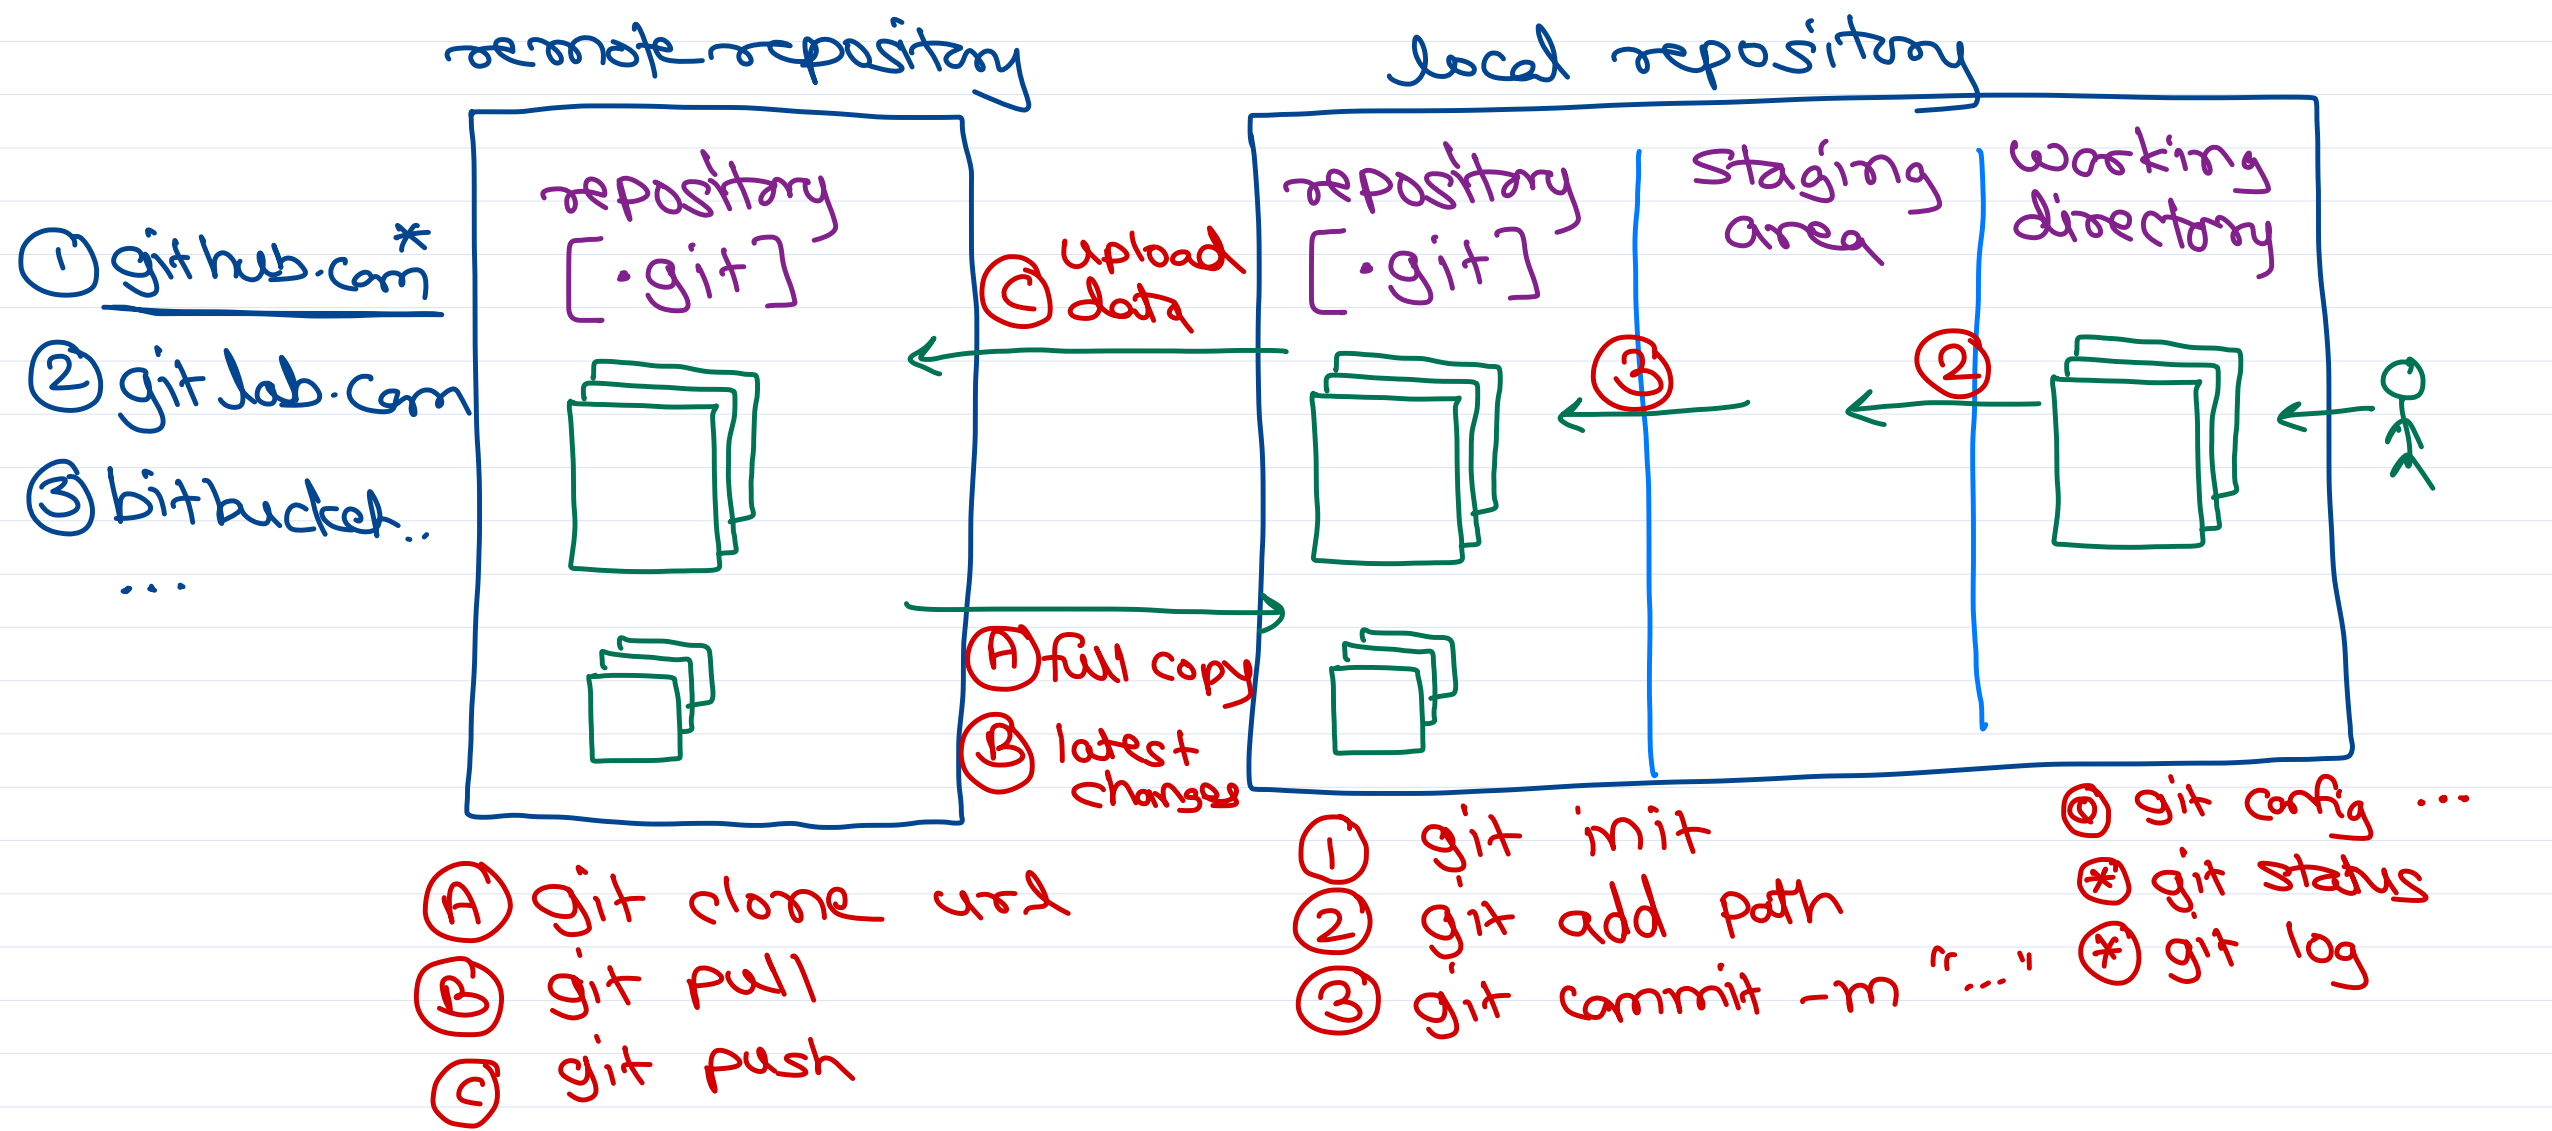 remote repository
local repository
repository
[.git]
repository
[.git]
staging
area
working
directory
1 github.com*
2 gitlab.com
3 bitbucket..
...
C upload
data
3
2
A full copy
B latest
changes
A git clone url
B git pull
C git push
1 git init
2 git add path
3 git commit -m "..."
0 git config ...
* git status
* git log